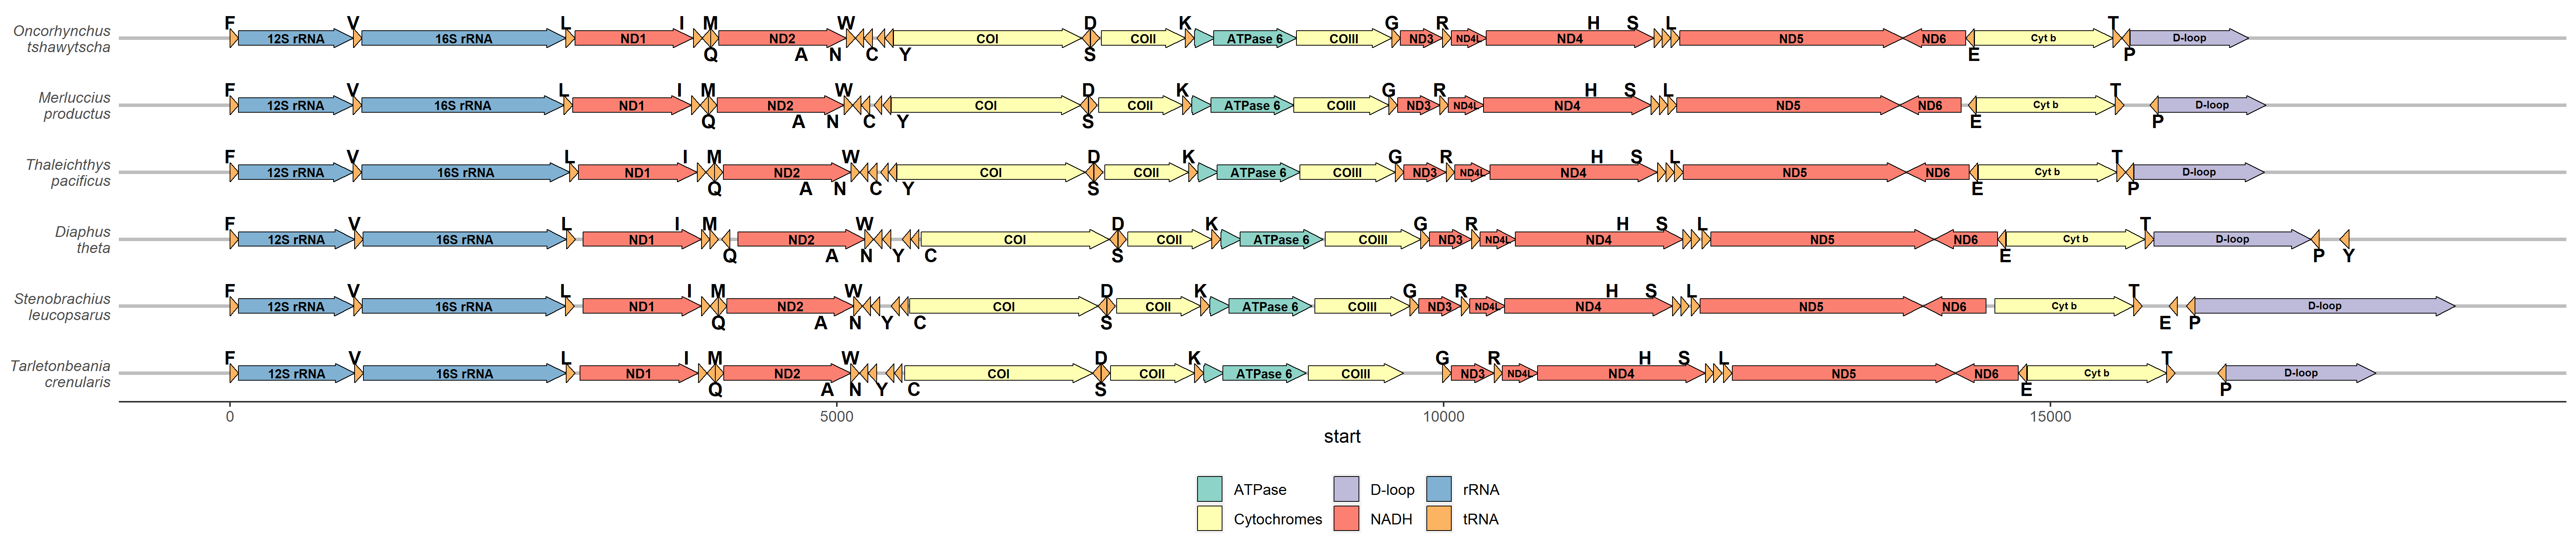 F V L I M W D K G R H S L T
Oncorhynchus
tshawytscha
12S rRNA 16S rRNA ND1 ND2 COI COII ATPase 6 COIII ND3 ND4L ND4 ND5 ND6 Cyt b D-loop
Q A N C Y S E P
F V L I M W D K G R H S L T
Merluccius
productus
12S rRNA 16S rRNA ND1 ND2 COI COII ATPase 6 COIII ND3 ND4L ND4 ND5 ND6 Cyt b D-loop
Q A N C Y S E P
F V L I M W D K G R H S L T
Thaleichthys
pacificus
12S rRNA 16S rRNA ND1 ND2 COI COII ATPase 6 COIII ND3 ND4L ND4 ND5 ND6 Cyt b D-loop
Q A N C Y S E P
F V L I M W D K G R H S L T
Diaphus
theta
12S rRNA 16S rRNA ND1 ND2 COI COII ATPase 6 COIII ND3 ND4L ND4 ND5 ND6 Cyt b D-loop
Q A N Y C S E P Y
F V L I M W D K G R H S L T
Stenobrachius
leucopsarus
12S rRNA 16S rRNA ND1 ND2 COI COII ATPase 6 COIII ND3 ND4L ND4 ND5 ND6 Cyt b D-loop
Q A N Y C S E P
F V L I M W D K G R H S L T
Tarletonbeania
crenularis
12S rRNA 16S rRNA ND1 ND2 COI COII ATPase 6 COIII ND3 ND4L ND4 ND5 ND6 Cyt b D-loop
Q A N Y C S E P
0 5000 10000 15000
start
ATPase D-loop rRNA
Cytochromes NADH tRNA